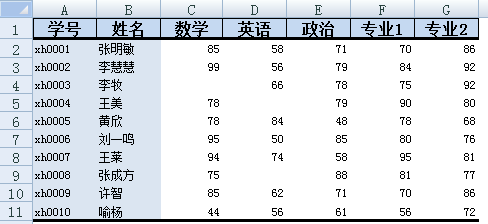 A B C D E F G
1 学号 姓名 数学 英语 政治 专业1 专业2
2 xh0001 张明敏 85 58 71 70 86
3 xh0002 李慧慧 99 56 79 84 92
4 xh0003 李牧 66 78 75 92
5 xh0004 王美 78 79 90 80
6 xh0005 黄欣 78 84 48 78 68
7 xh0006 刘一鸣 95 50 85 80 76
8 xh0007 王莱 94 74 58 95 81
9 xh0008 张成方 75 88 81 77
10 xh0009 许智 85 62 71 70 86
11 xh0010 喻杨 44 56 61 56 72